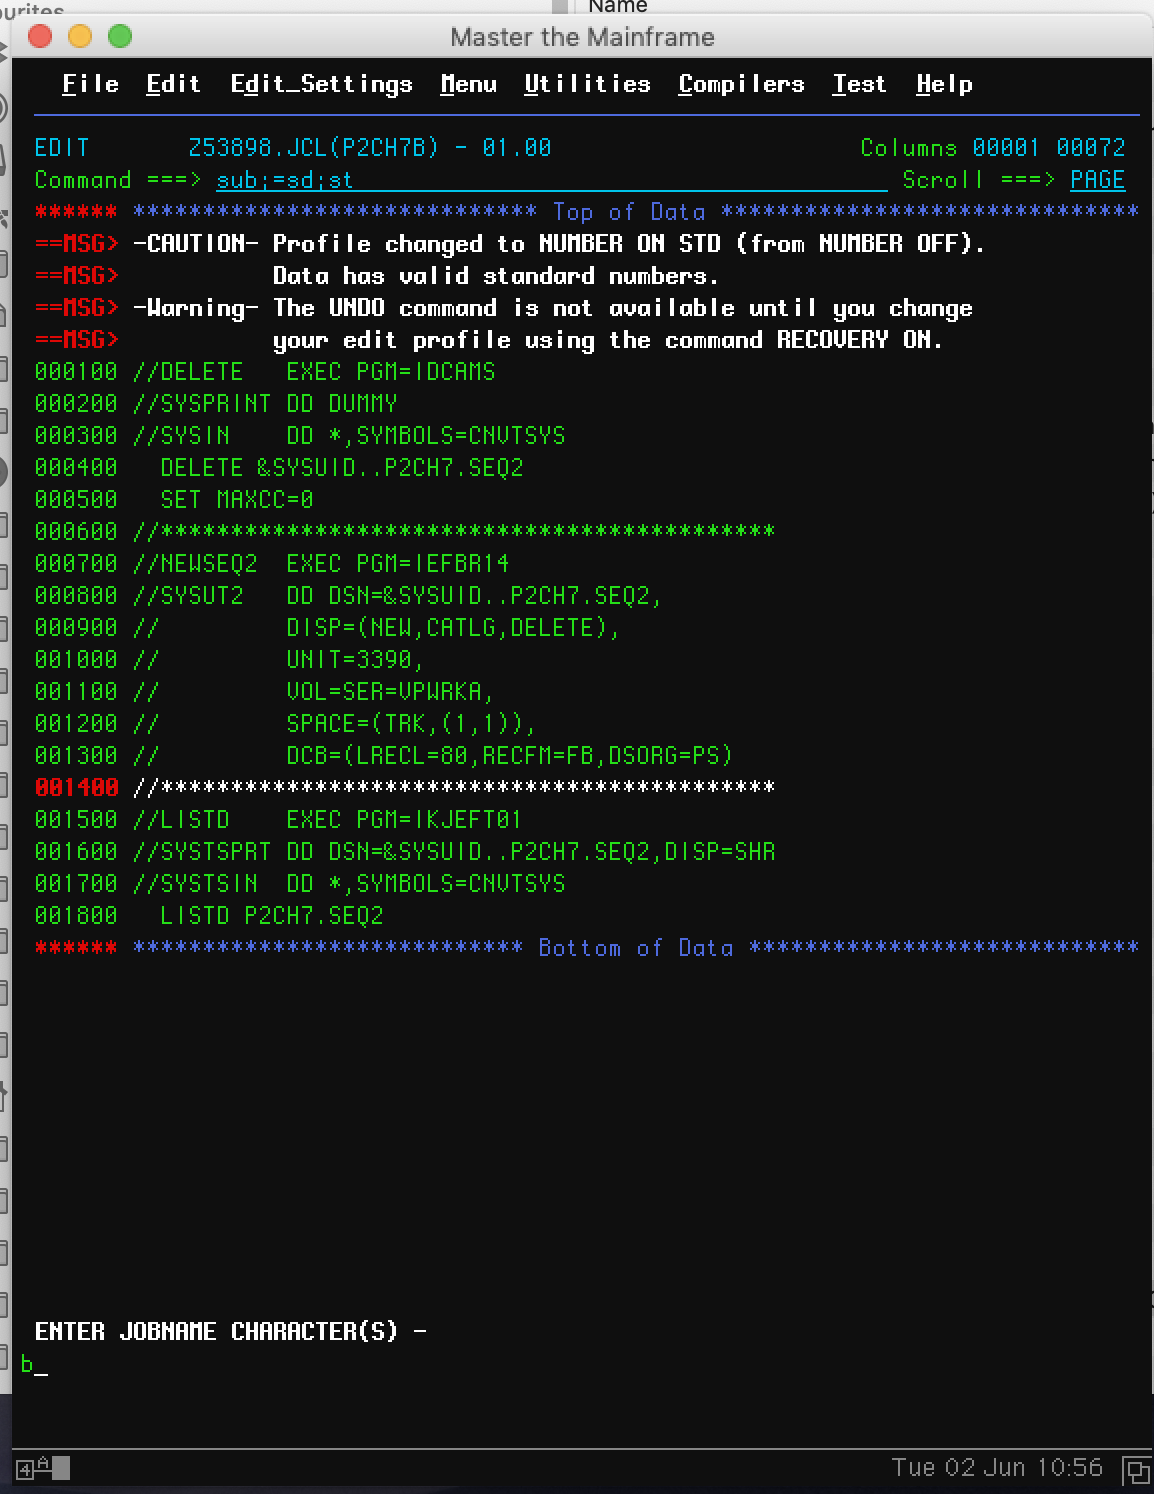 ourites
Name
Master the Mainframe
File Edit Edit_Settings Menu Utilities Compilers Test Help
EDIT Z53898.JCL(P2CH7B) - 01.00 Columns 00001 00072
Command ===> sub;=sd;st Scroll ===> PAGE
****** ***************************** Top of Data ******************************
==MSG> -CAUTION- Profile changed to NUMBER ON STD (from NUMBER OFF).
==MSG> Data has valid standard numbers.
==MSG> -Warning- The UNDO command is not available until you change
==MSG> your edit profile using the command RECOVERY ON.
000100 //DELETE   EXEC PGM=IDCAMS
000200 //SYSPRINT DD DUMMY
000300 //SYSIN    DD *,SYMBOLS=CNVTSYS
000400   DELETE &SYSUID..P2CH7.SEQ2
000500   SET MAXCC=0
000600 //********************************************
000700 //NEWSEQ2  EXEC PGM=IEFBR14
000800 //SYSUT2   DD DSN=&SYSUID..P2CH7.SEQ2,
000900 //         DISP=(NEW,CATLG,DELETE),
001000 //         UNIT=3390,
001100 //         VOL=SER=VPWRKA,
001200 //         SPACE=(TRK,(1,1)),
001300 //         DCB=(LRECL=80,RECFM=FB,DSORG=PS)
001400 //********************************************
001500 //LISTD    EXEC PGM=IKJEFT01
001600 //SYSTSPRT DD DSN=&SYSUID..P2CH7.SEQ2,DISP=SHR
001700 //SYSTSIN  DD *,SYMBOLS=CNVTSYS
001800   LISTD P2CH7.SEQ2
****** **************************** Bottom of Data ****************************
ENTER JOBNAME CHARACTER(S) -
b_
4 A Tue 02 Jun 10:56